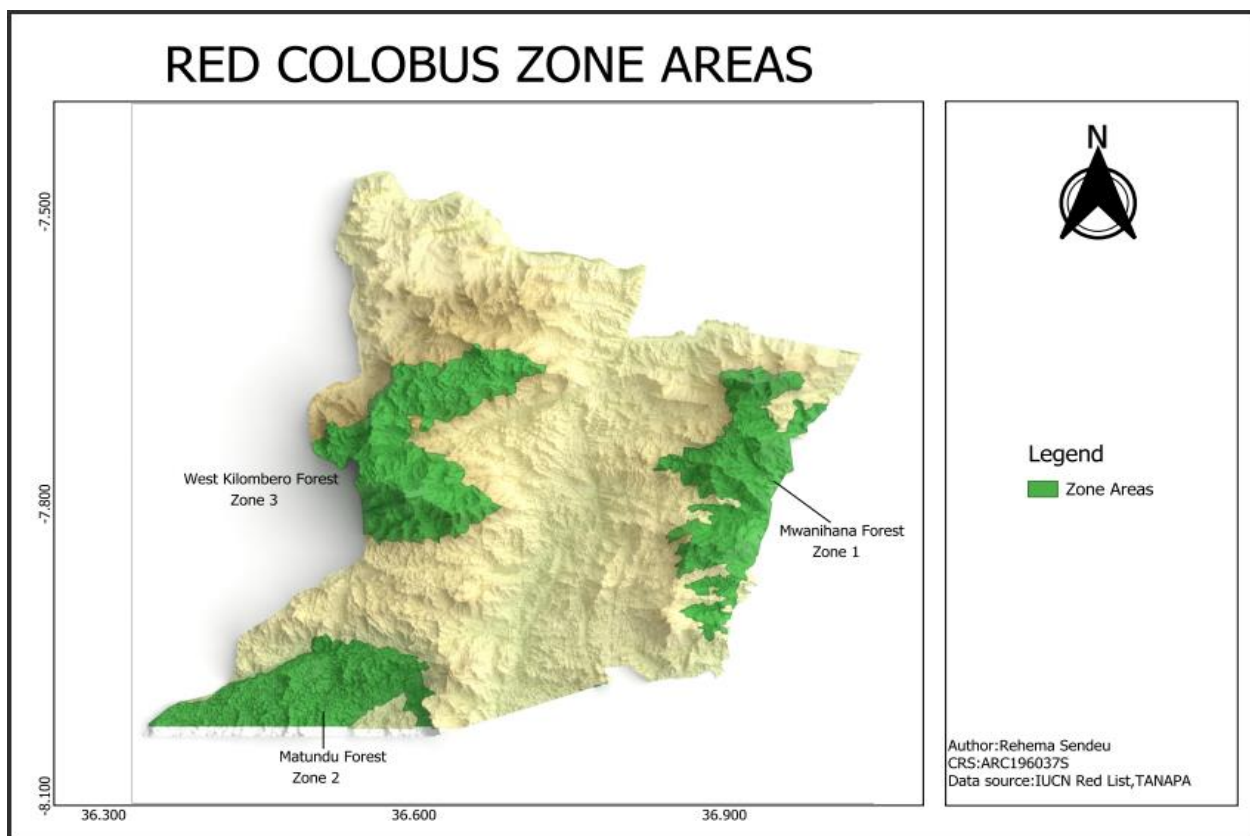 RED COLOBUS ZONE AREAS
N
-7.500
-7.800
-8.100
36.300
36.600
36.900
West Kilombero Forest
Zone 3
Mwanihana Forest
Zone 1
Matundu Forest
Zone 2
Legend
Zone Areas
Author:Rehema Sendeu
CRS:ARC196037S
Data source:IUCN Red List,TANAPA